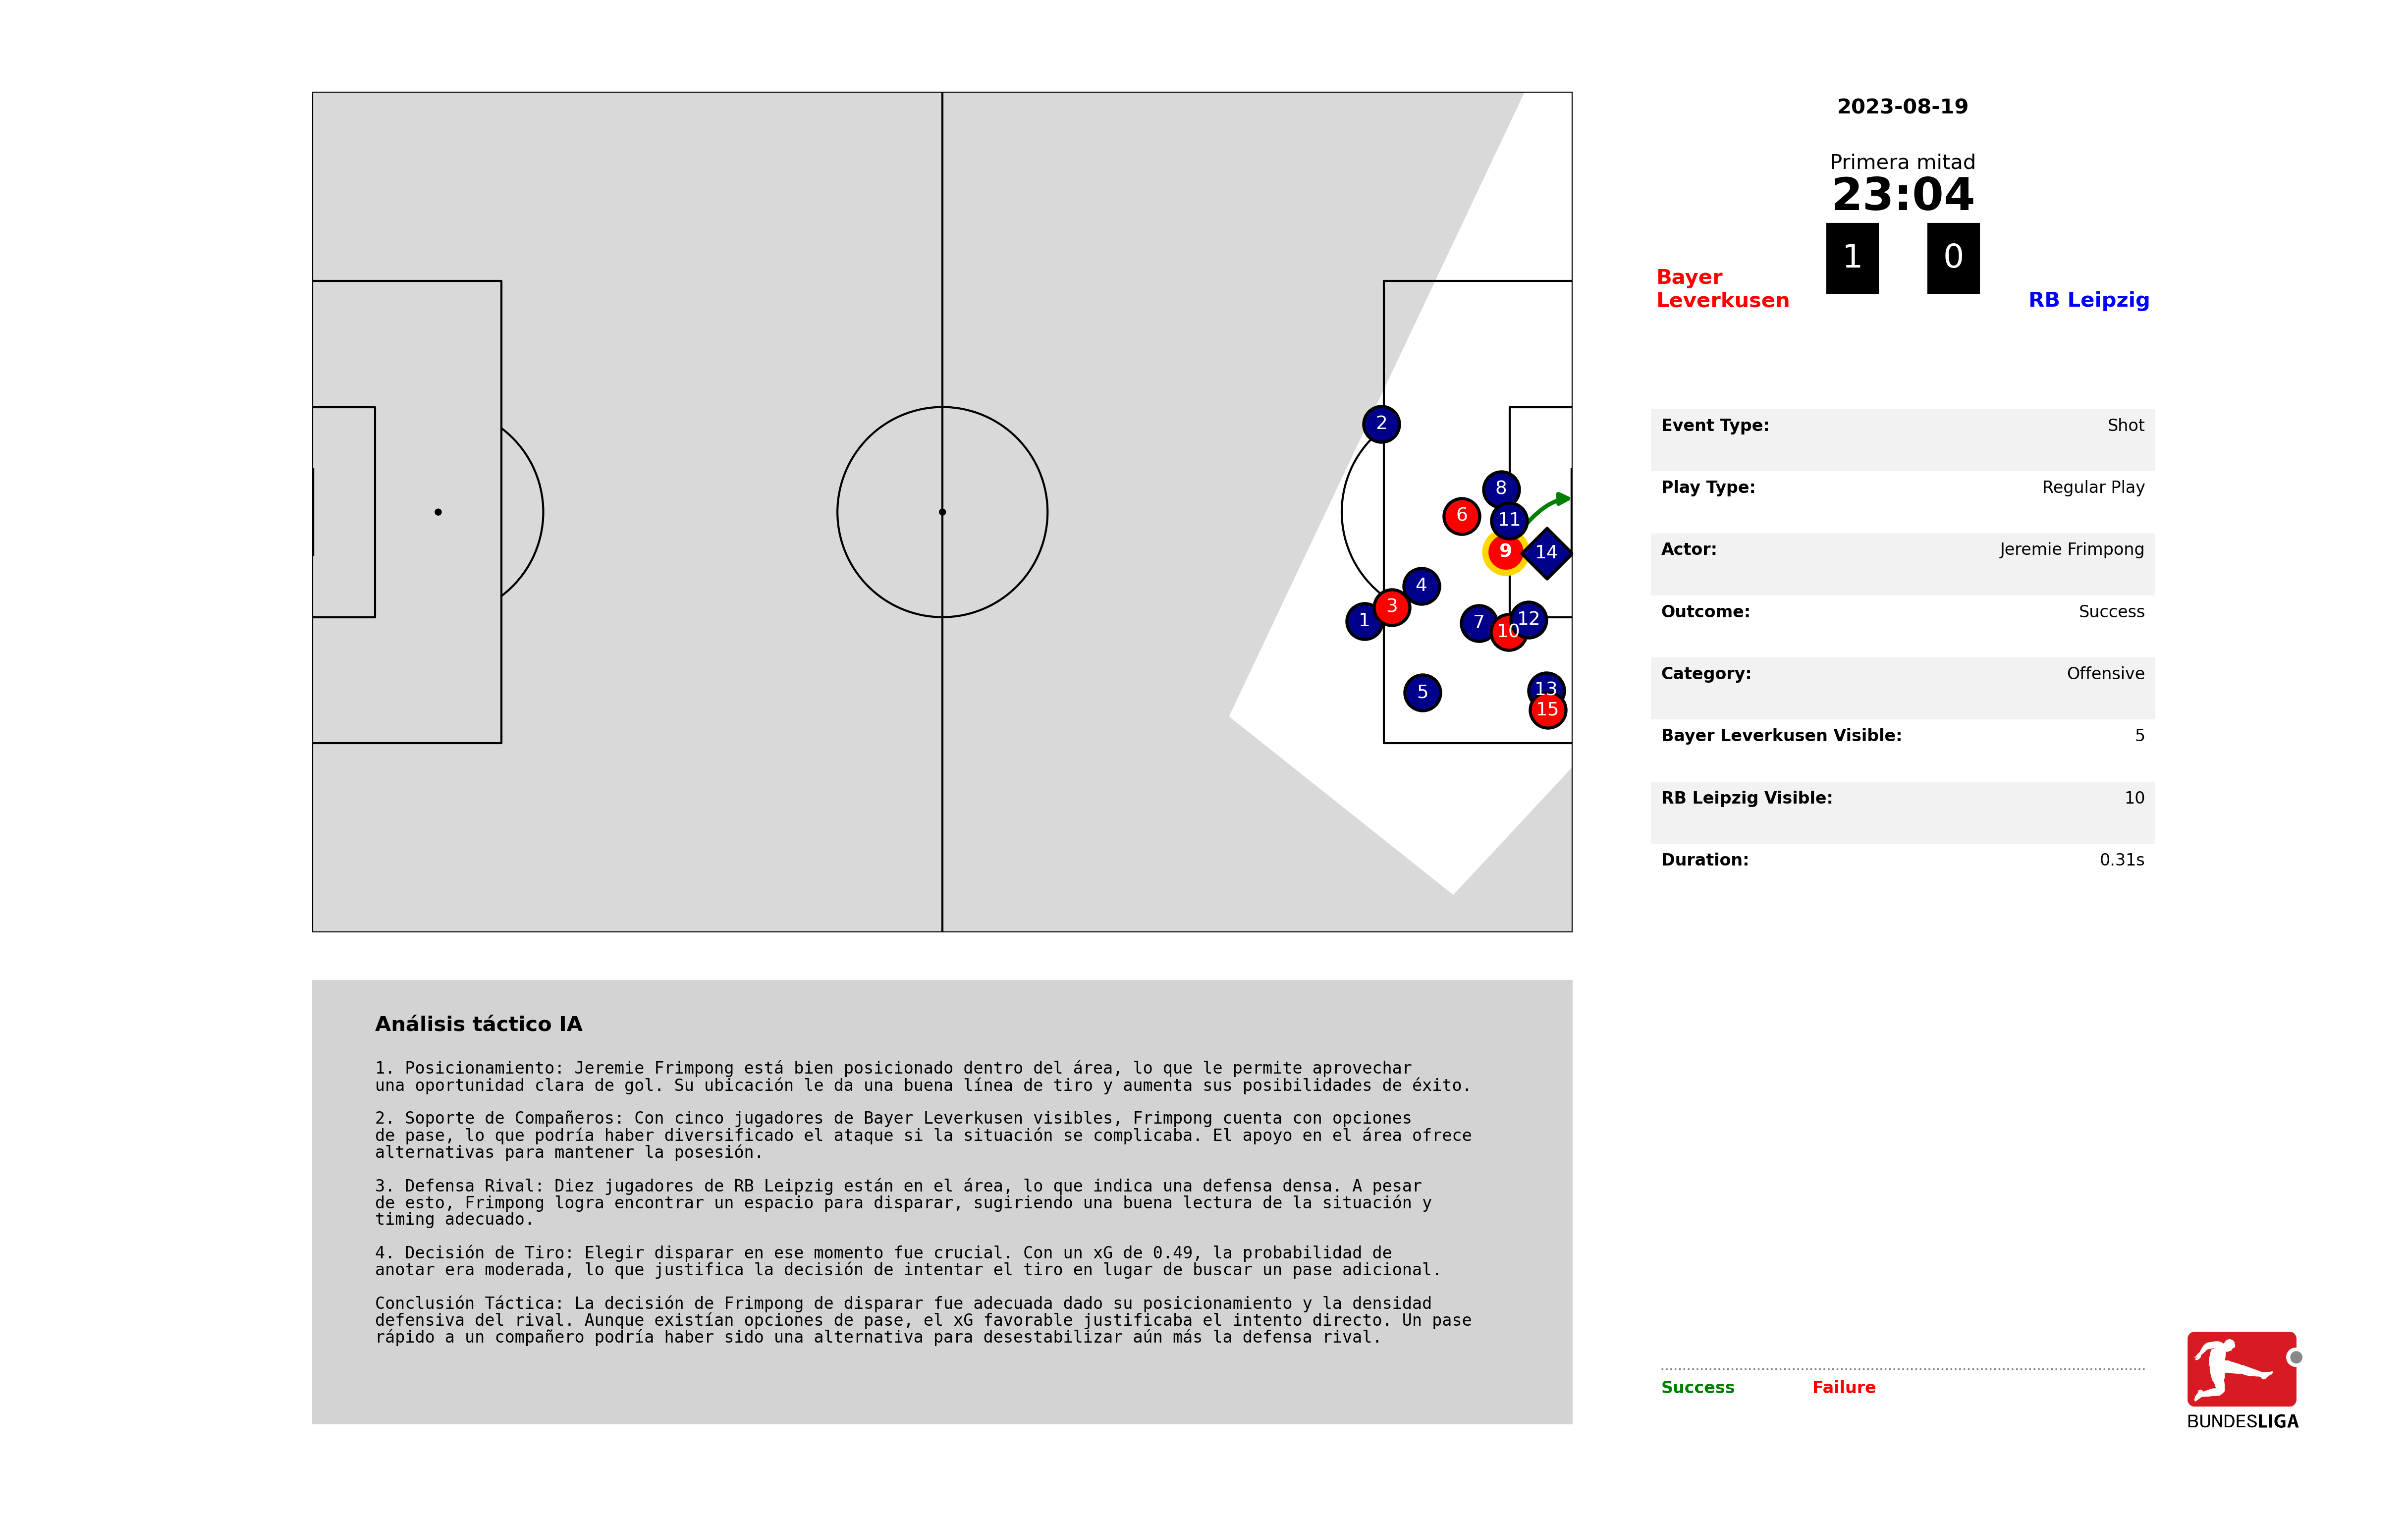 2023-08-19
Primera mitad
23:04
1 0
Bayer
Leverkusen
RB Leipzig
2
8
6
11
9
14
4
3
1
7
12
10
5
13
15
Event Type: Shot
Play Type: Regular Play
Actor: Jeremie Frimpong
Outcome: Success
Category: Offensive
Bayer Leverkusen Visible: 5
RB Leipzig Visible: 10
Duration: 0.31s
Análisis táctico IA
1. Posicionamiento: Jeremie Frimpong está bien posicionado dentro del área, lo que le permite aprovechar
una oportunidad clara de gol. Su ubicación le da una buena línea de tiro y aumenta sus posibilidades de éxito.
2. Soporte de Compañeros: Con cinco jugadores de Bayer Leverkusen visibles, Frimpong cuenta con opciones
de pase, lo que podría haber diversificado el ataque si la situación se complicaba. El apoyo en el área ofrece
alternativas para mantener la posesión.
3. Defensa Rival: Diez jugadores de RB Leipzig están en el área, lo que indica una defensa densa. A pesar
de esto, Frimpong logra encontrar un espacio para disparar, sugiriendo una buena lectura de la situación y
timing adecuado.
4. Decisión de Tiro: Elegir disparar en ese momento fue crucial. Con un xG de 0.49, la probabilidad de
anotar era moderada, lo que justifica la decisión de intentar el tiro en lugar de buscar un pase adicional.
Conclusión Táctica: La decisión de Frimpong de disparar fue adecuada dado su posicionamiento y la densidad
defensiva del rival. Aunque existían opciones de pase, el xG favorable justificaba el intento directo. Un pase
rápido a un compañero podría haber sido una alternativa para desestabilizar aún más la defensa rival.
Success Failure
BUNDESLIGA